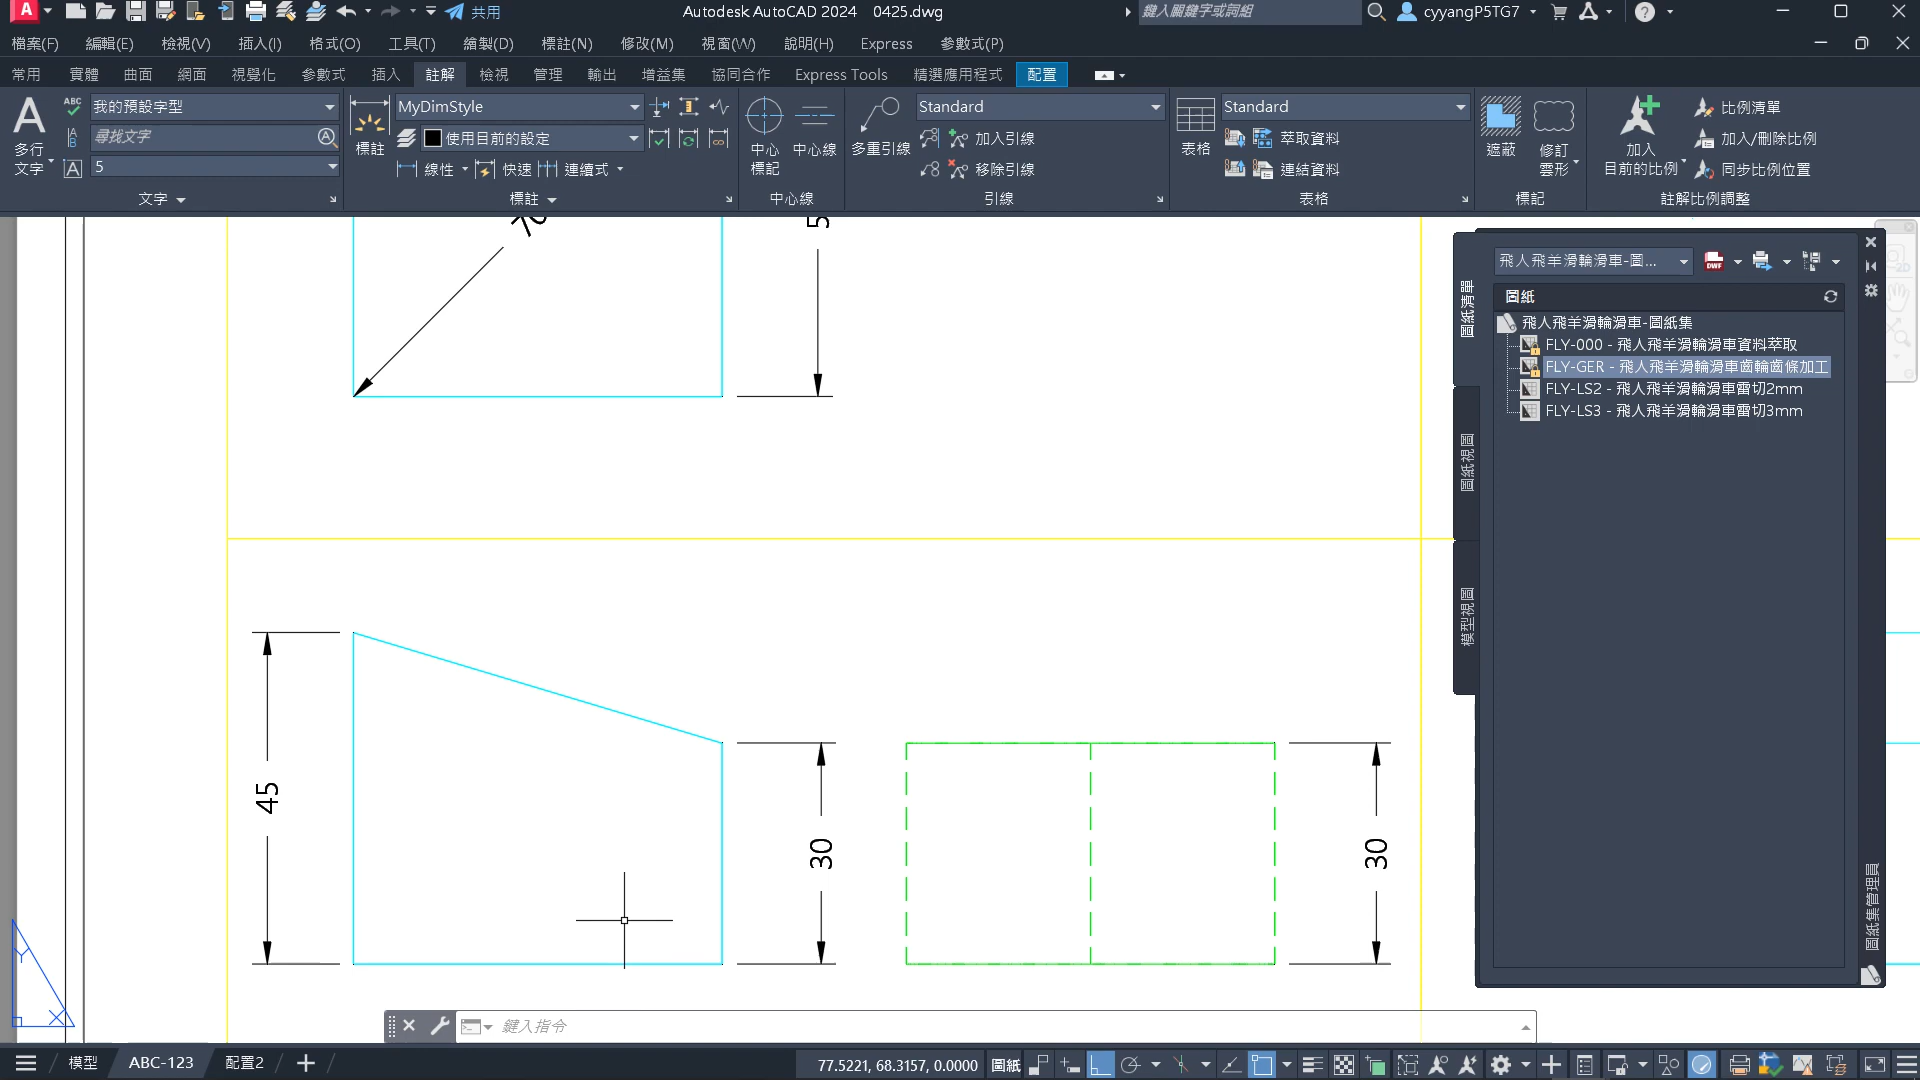 A 共用 Autodesk AutoCAD 2024 0425.dwg 鍵入關鍵字或詞組 cyyangP5TG7
檔案(F) 編輯(E) 檢視(V) 插入(I) 格式(O) 工具(T) 繪製(D) 標註(N) 修改(M) 視窗(W) 說明(H) Express 參數式(P)
常用 實體 曲面 網面 視覺化 參數式 插入 註解 檢視 管理 輸出 增益集 協同合作 Express Tools 精選應用程式 配置
多行
文字
ABC
我的預設字型
尋找文字
5
文字
標註
MyDimStyle
使用目前的設定
線性 快速 連續式
標註
中心
標記
中心線
中心線
多重引線
Standard
加入引線
移除引線
引線
表格
Standard
萃取資料
連結資料
表格
遮蔽
修訂
雲形
標記
加入
目前的比例
比例清單
加入/刪除比例
同步比例位置
註解比例調整
5
45
30
30
Y
X
圖紙清單
圖紙視圖
模型視圖
飛人飛羊滑輪滑車-圖...
DWF
圖紙
飛人飛羊滑輪滑車-圖紙集
FLY-000 - 飛人飛羊滑輪滑車資料萃取
FLY-GER - 飛人飛羊滑輪滑車齒輪齒條加工
FLY-LS2 - 飛人飛羊滑輪滑車雷切2mm
FLY-LS3 - 飛人飛羊滑輪滑車雷切3mm
圖紙集管理員
鍵入指令
模型 ABC-123 配置2
77.5221, 68.3157, 0.0000 圖紙